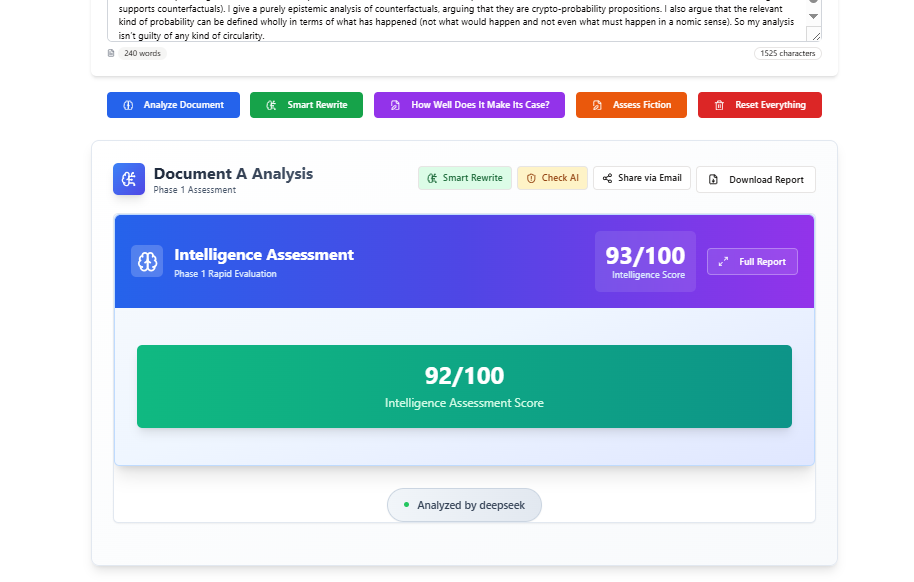 supports counterfactuals). I give a purely epistemic analysis of counterfactuals, arguing that they are crypto-probability propositions. I also argue that the relevant
kind of probability can be defined wholly in terms of what has happened (not what would happen and not even what must happen in a nomic sense). So my analysis
isn't guilty of any kind of circularity.
240 words
1525 characters
Analyze Document
Smart Rewrite
How Well Does It Make Its Case?
Assess Fiction
Reset Everything
Document A Analysis
Phase 1 Assessment
Smart Rewrite
Check AI
Share via Email
Download Report
Intelligence Assessment
Phase 1 Rapid Evaluation
93/100
Intelligence Score
Full Report
92/100
Intelligence Assessment Score
Analyzed by deepseek